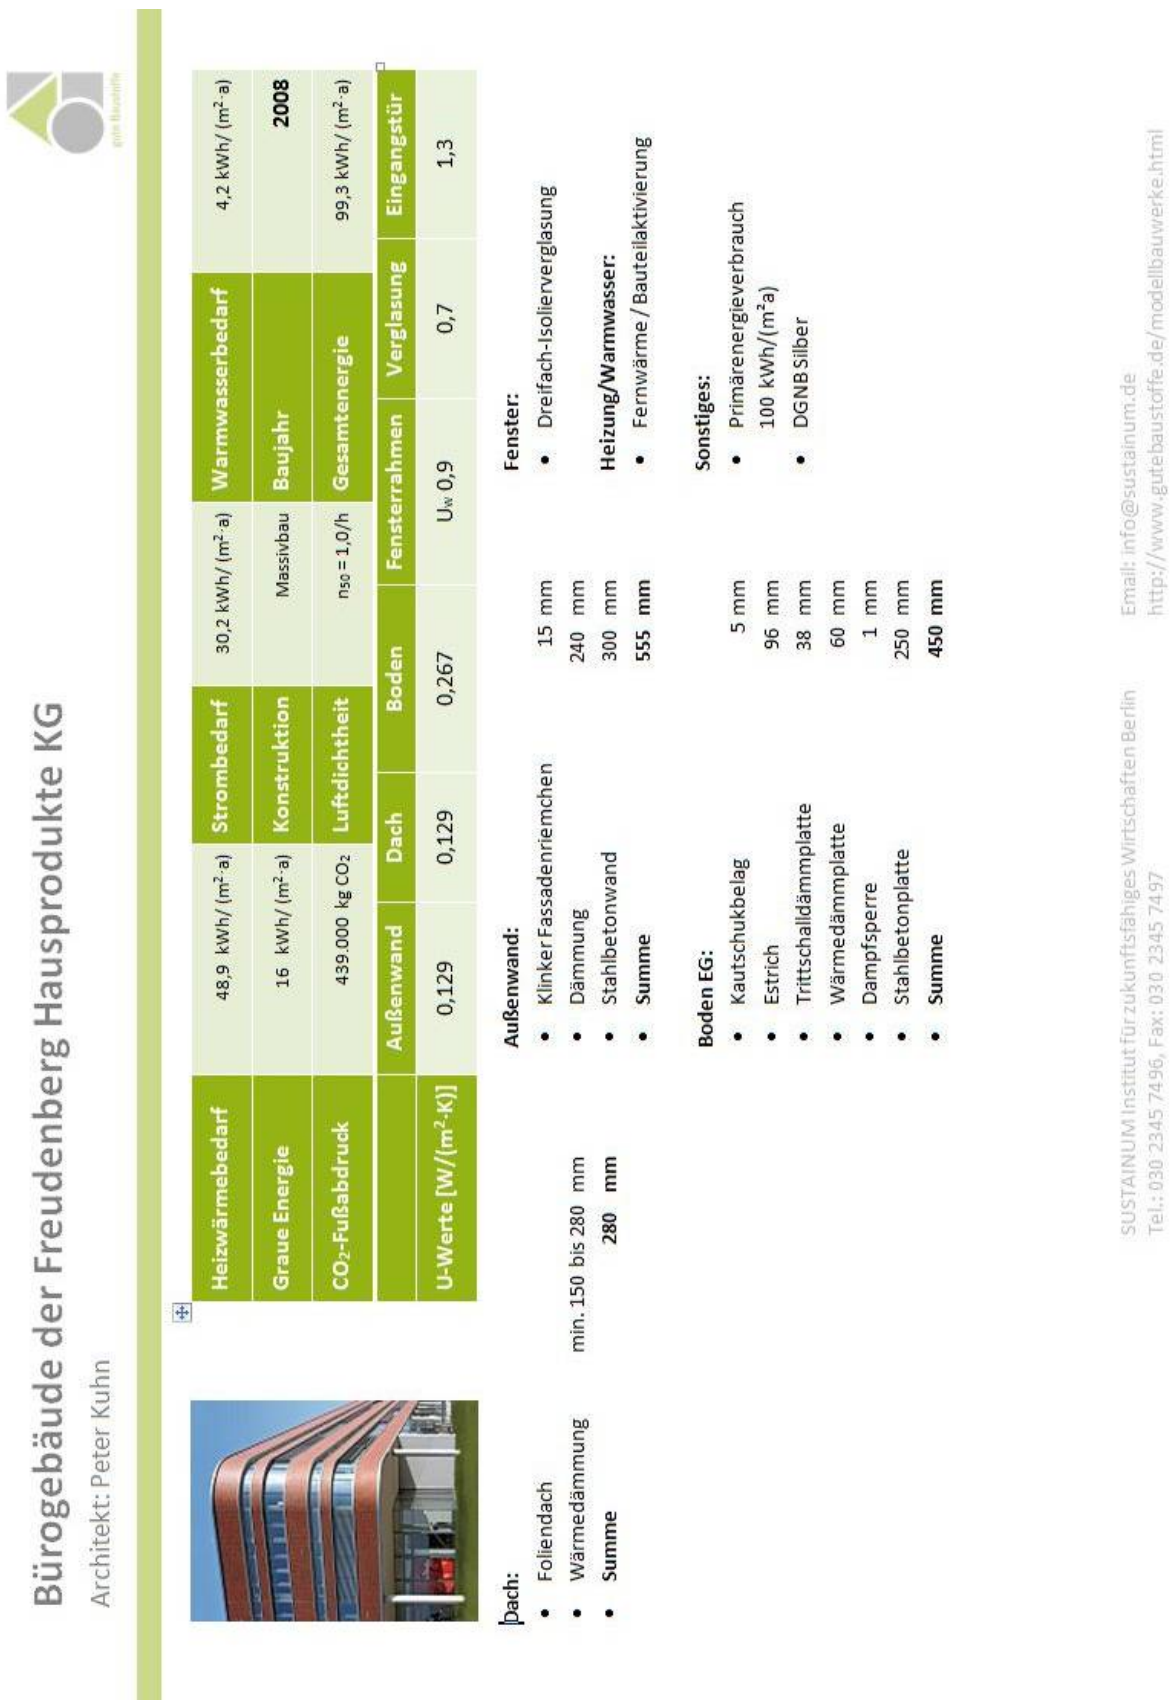 Bürogebäude der Freudenberg Hausprodukte KG
Architekt: Peter Kuhn
gute Baustoffe
Heizwärmebedarf 48,9 kWh/ (m²·a) Strombedarf 30,2 kWh/ (m²·a) Warmwasserbedarf 4,2 kWh/ (m²·a)
Graue Energie 16 kWh/ (m²·a) Konstruktion Massivbau Baujahr 2008
CO₂-Fußabdruck 439.000 kg CO₂ Luftdichtheit n₅₀ = 1,0/h Gesamtenergie 99,3 kWh/ (m²·a)
Außenwand Dach Boden Fensterrahmen Verglasung Eingangstür
U-Werte [W/(m²·K)] 0,129 0,129 0,267 Uw 0,9 0,7 1,3
Dach:
• Foliendach
• Wärmedämmung min. 150 bis 280 mm
• Summe 280 mm
Außenwand:
• Klinker Fassadenriemchen 15 mm
• Dämmung 240 mm
• Stahlbetonwand 300 mm
• Summe 555 mm
Boden EG:
• Kautschukbelag 5 mm
• Estrich 96 mm
• Trittschalldämmplatte 38 mm
• Wärmedämmplatte 60 mm
• Dampfsperre 1 mm
• Stahlbetonplatte 250 mm
• Summe 450 mm
Fenster:
• Dreifach-Isolierverglasung
Heizung/Warmwasser:
• Fernwärme / Bauteilaktivierung
Sonstiges:
• Primärenergieverbrauch
100 kWh/(m²a)
• DGNB Silber
SUSTAINUM Institut für zukunftsfähiges Wirtschaften Berlin
Tel.: 030 2345 7496, Fax: 030 2345 7497
Email: info@sustainum.de
http://www.gutebaustoffe.de/modellbauwerke.html